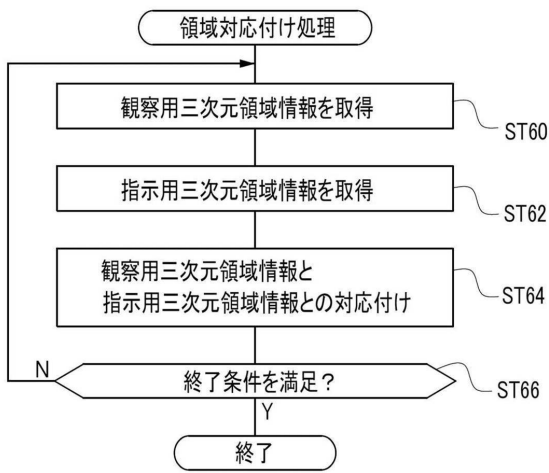 領域対応付け処理
観察用三次元領域情報を取得
ST60
指示用三次元領域情報を取得
ST62
観察用三次元領域情報と
指示用三次元領域情報との対応付け
ST64
N
終了条件を満足？
ST66
Y
終了